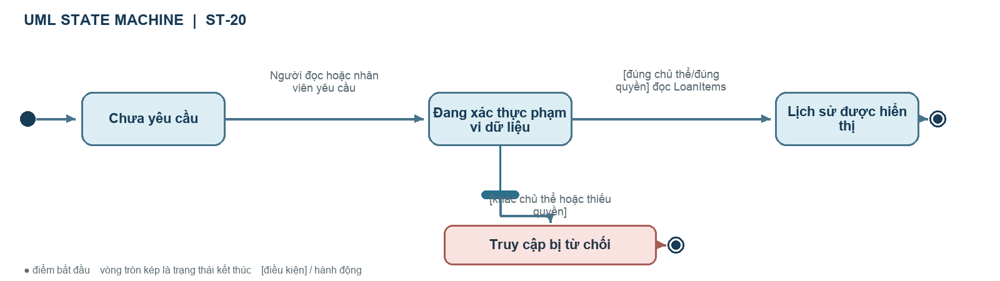 UML STATE MACHINE | ST-20
Người đọc hoặc nhân
viên yêu cầu
[đúng chủ thể/đúng
quyền] đọc LoanItems
Chưa yêu cầu
Đang xác thực phạm
vi dữ liệu
Lịch sử được hiển
thị
[khác chủ thể hoặc thiếu
quyền]
Truy cập bị từ chối
● điểm bắt đầu vòng tròn kép là trạng thái kết thúc [điều kiện] / hành động